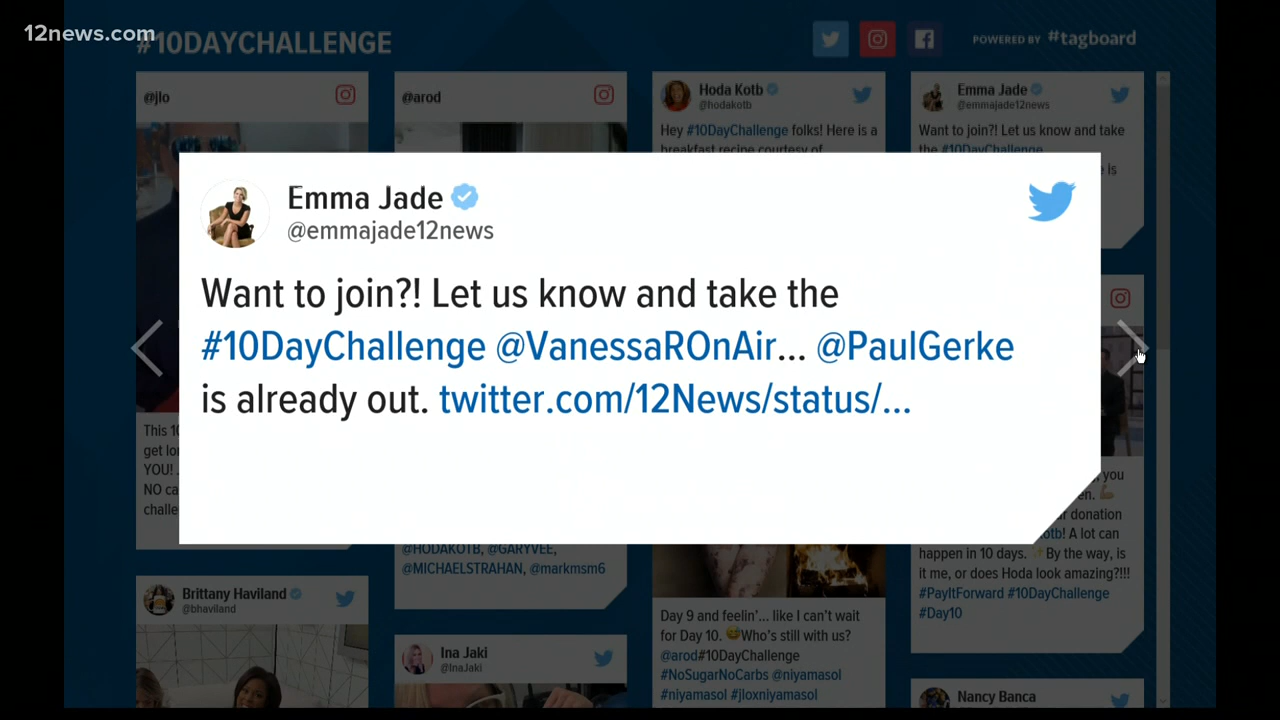 12news.com
#10DAYCHALLENGE
POWERED BY #tagboard
@jlo
@arod
Hoda Kotb
@hodakotb
Hey #10DayChallenge folks! Here is a
breakfast recipe courtesy of
Emma Jade
@emmajade12news
Want to join?! Let us know and take
the #10DayChallenge
is
Emma Jade
@emmajade12news
Want to join?! Let us know and take the
#10DayChallenge @VanessaROnAir... @PaulGerke
is already out. twitter.com/12News/status/...
This 10
get lo
YOU! .
NO ca
challe
@HODAKOTB, @GARYVEE,
@MICHAELSTRAHAN, @markmsm6
Brittany Haviland
@bhaviland
Ina Jaki
@InaJaki
Day 9 and feelin'... like I can't wait
for Day 10. 😅Who's still with us?
@arod#10DayChallenge
#NoSugarNoCarbs @niyamasol
#niyamasol #jloxniyamasol
you
en. 💪
r donation
otb! A lot can
happen in 10 days. ✨By the way, is
it me, or does Hoda look amazing?!!!
#PayItForward #10DayChallenge
#Day10
Nancy Banca